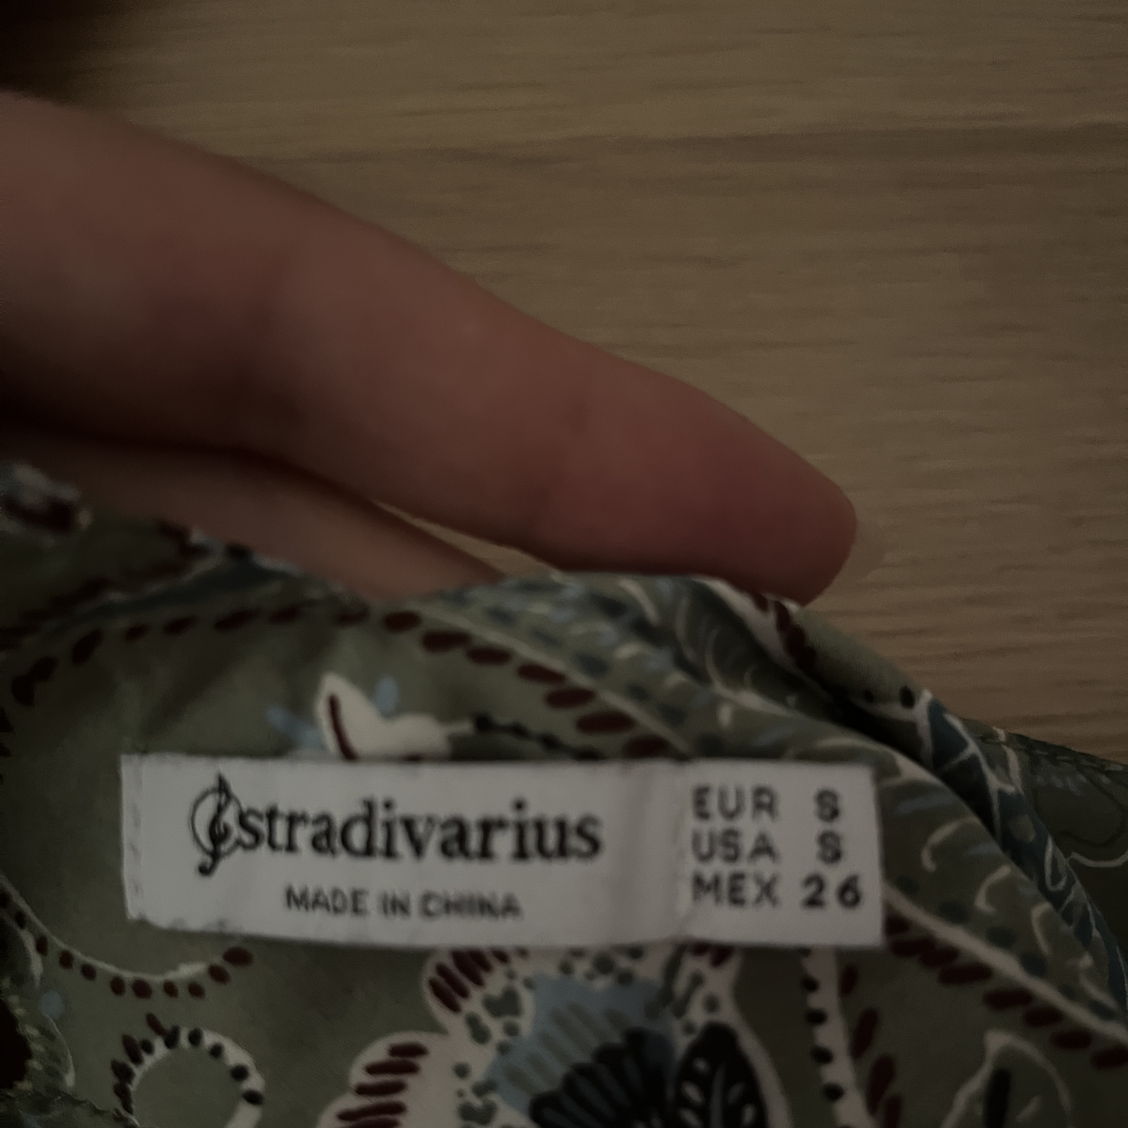 stradivarius
MADE IN CHINA
EUR S
USA S
MEX 26